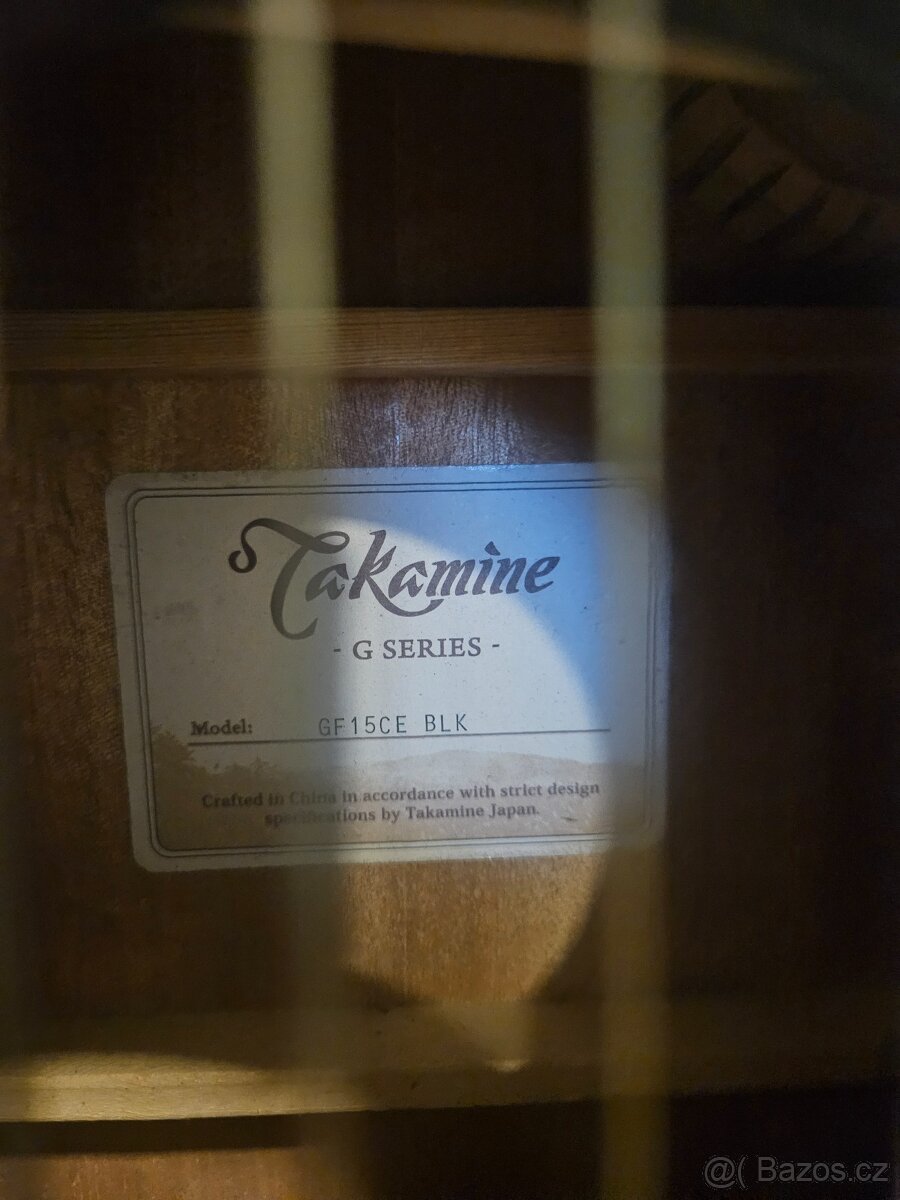 Takamine
- G SERIES -
Model: GF15CE BLK
Crafted in China in accordance with strict design
specifications by Takamine Japan.
@( Bazos.cz